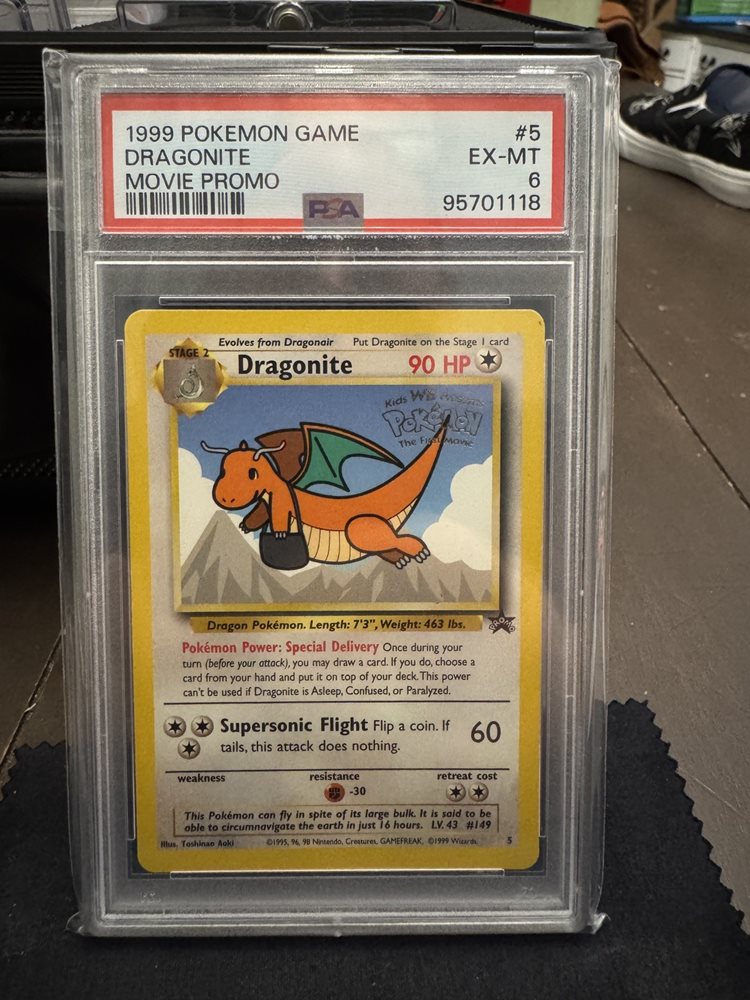 1999 POKEMON GAME #5
DRAGONITE EX-MT
MOVIE PROMO 6
PSA 95701118
Evolves from Dragonair Put Dragonite on the Stage 1 card
STAGE 2
Dragonite 90 HP
Kids WB Presents
POKéMON
The First Movie
Dragon Pokémon. Length: 7'3", Weight: 463 lbs.
PROMO
Pokémon Power: Special Delivery Once during your
turn (before your attack), you may draw a card. If you do, choose a
card from your hand and put it on top of your deck. This power
can't be used if Dragonite is Asleep, Confused, or Paralyzed.
Supersonic Flight Flip a coin. If 60
tails, this attack does nothing.
weakness resistance retreat cost
-30
This Pokémon can fly in spite of its large bulk. It is said to be
able to circumnavigate the earth in just 16 hours. LV. 43 #149
Illus. Toshinao Aoki ©1995, 96, 98 Nintendo, Creatures, GAMEFREAK. ©1999 Wizards. 5